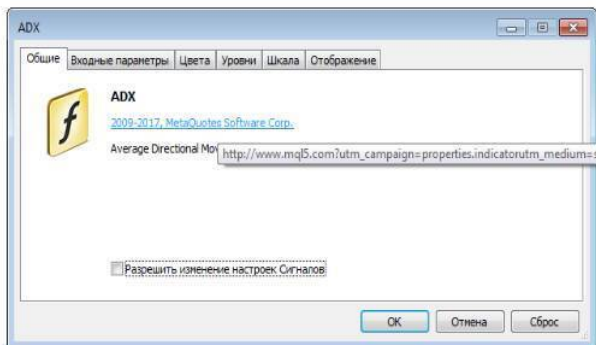 ADX
Общие Входные параметры Цвета Уровни Шкала Отображение
ADX
2009-2017, MetaQuotes Software Corp.
Average Directional Mov
http://www.mql5.com?utm_campaign=properties.indicatorutm_medium=s
Разрешить изменение настроек Сигналов
OK Отмена Сброс